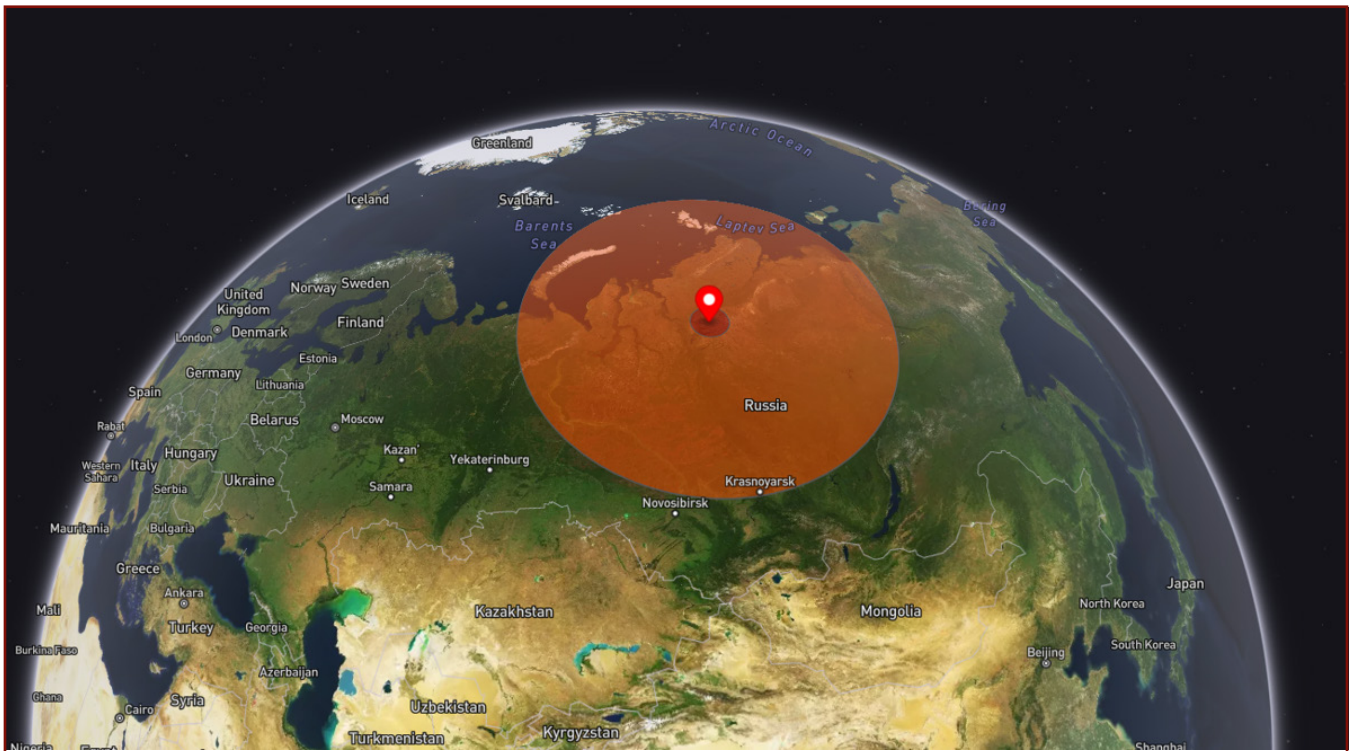 Arctic Ocean
Greenland
Iceland
Svalbard
Bering
Sea
Barents
Sea
Laptev Sea
United
Kingdom
Norway
Sweden
Finland
London
Denmark
Estonia
Germany
Lithuania
Spain
Belarus
Moscow
Russia
Rabat
Kazan'
Yekaterinburg
Hungary
Italy
Western
Sahara
Ukraine
Samara
Krasnoyarsk
Serbia
Novosibirsk
Mauritania
Bulgaria
Greece
Japan
Ankara
Mali
Kazakhstan
Mongolia
North Korea
Turkey
Georgia
South Korea
Burkina Faso
Beijing
Azerbaijan
Ghana
Syria
Uzbekistan
Cairo
Kyrgyzstan
Turkmenistan
Nigeria
Egypt
Shanghai